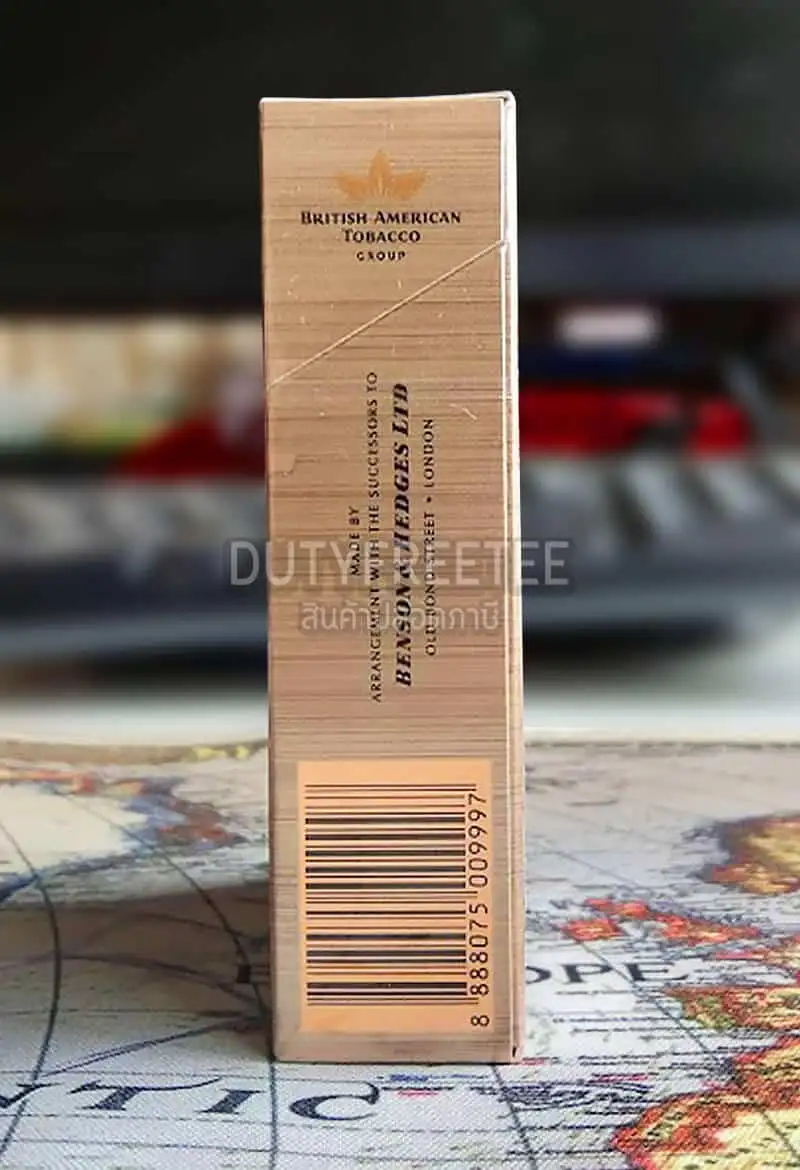 BRITISH AMERICAN
TOBACCO
GROUP
MADE BY
ARRANGEMENT WITH THE SUCCESSORS TO
BENSON & HEDGES LTD
OLD BOND STREET • LONDON
DUTYFREETEE
สินค้าปลอดภาษี
8 888075 009997
OPE
NTIC